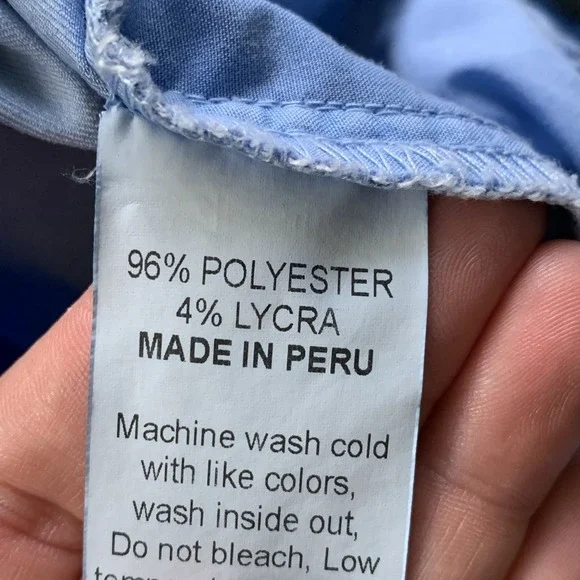 96% POLYESTER
4% LYCRA
MADE IN PERU
Machine wash cold
with like colors,
wash inside out,
Do not bleach, Low